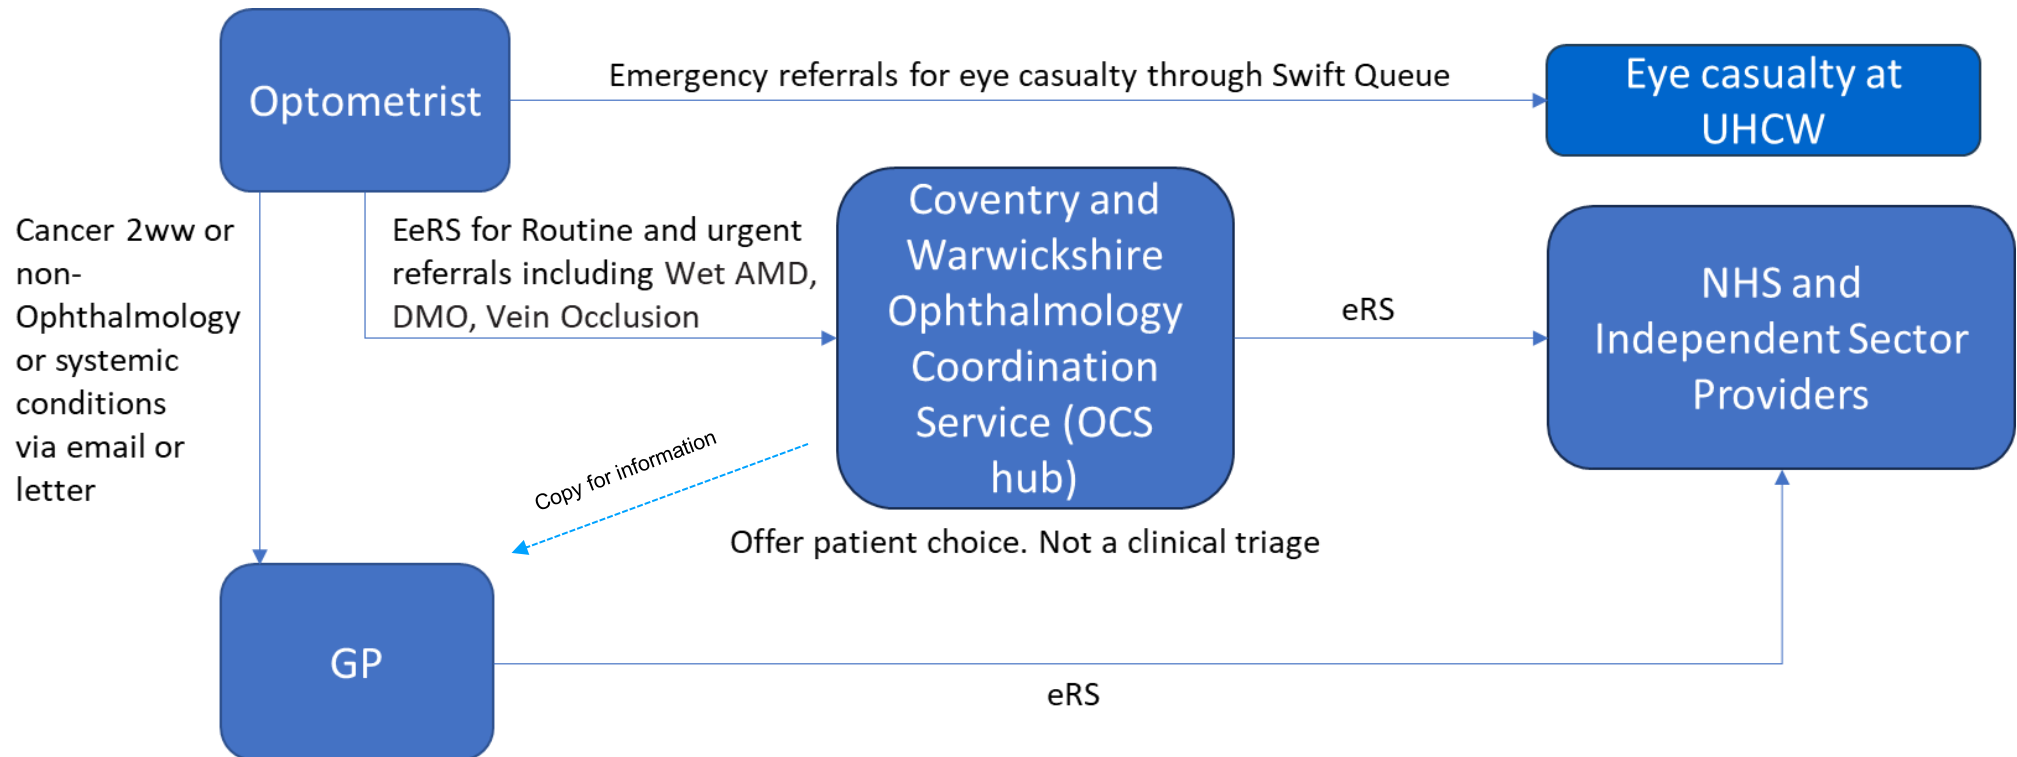 Optometrist
Emergency referrals for eye casualty through Swift Queue
Eye casualty at
UHCW
Cancer 2ww or
non-
Ophthalmology
or systemic
conditions
via email or
letter
EeRS for Routine and urgent
referrals including Wet AMD,
DMO, Vein Occlusion
Coventry and
Warwickshire
Ophthalmology
Coordination
Service (OCS
hub)
eRS
NHS and
Independent Sector
Providers
Copy for information
Offer patient choice. Not a clinical triage
GP
eRS